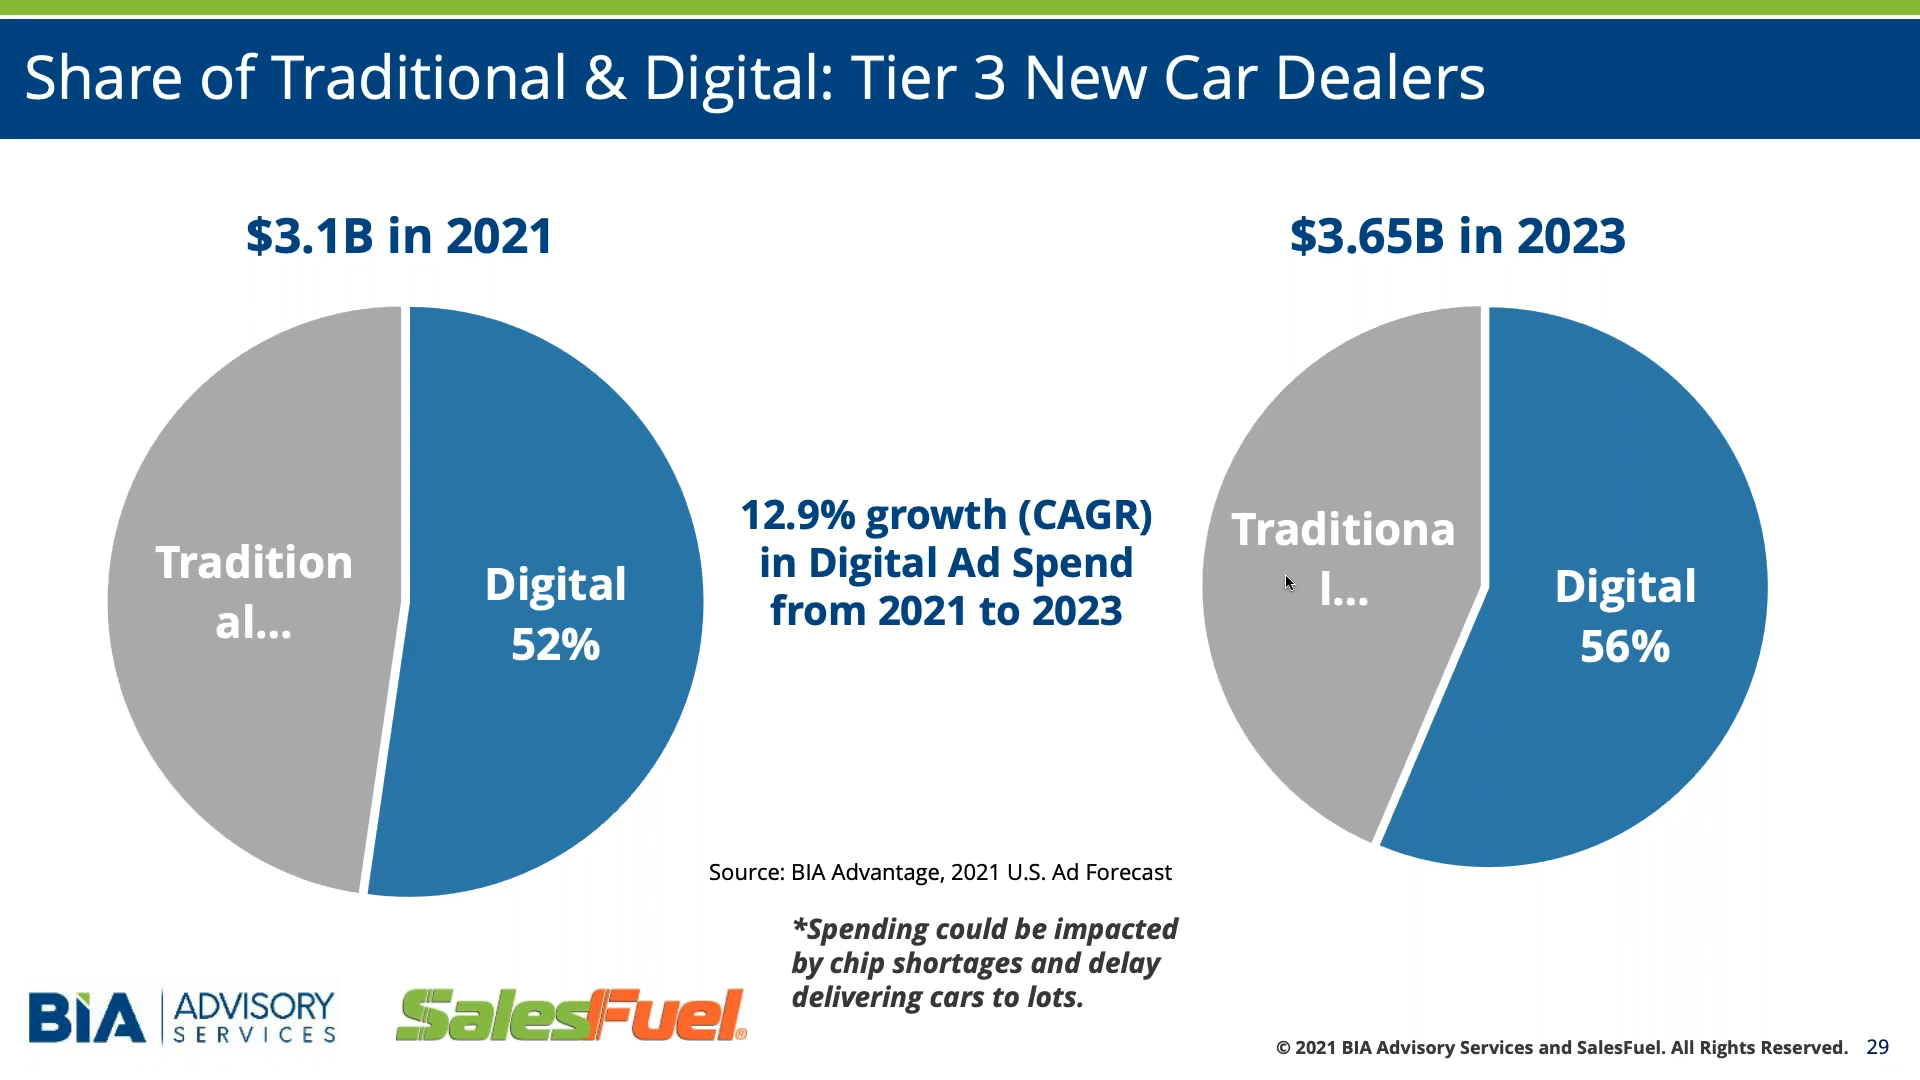 Share of Traditional & Digital: Tier 3 New Car Dealers
$3.1B in 2021
$3.65B in 2023
Tradition
al...
Digital
52%
12.9% growth (CAGR)
in Digital Ad Spend
from 2021 to 2023
Traditiona
l...
Digital
56%
Source: BIA Advantage, 2021 U.S. Ad Forecast
*Spending could be impacted
by chip shortages and delay
delivering cars to lots.
BIA ADVISORY
SERVICES
SalesFuel®
© 2021 BIA Advisory Services and SalesFuel. All Rights Reserved. 29